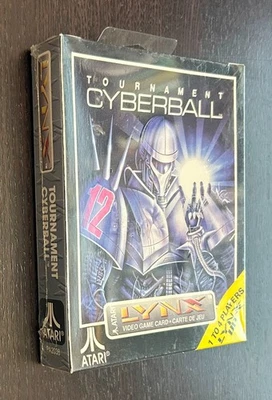 TOURNAMENT
CYBERBALL
12
ATARI
LYNX
VIDEO GAME CARD • CARTE DE JEU
1 TO 4 PLAYERS
LYNX
TOURNAMENT
CYBERBALL
ATARI